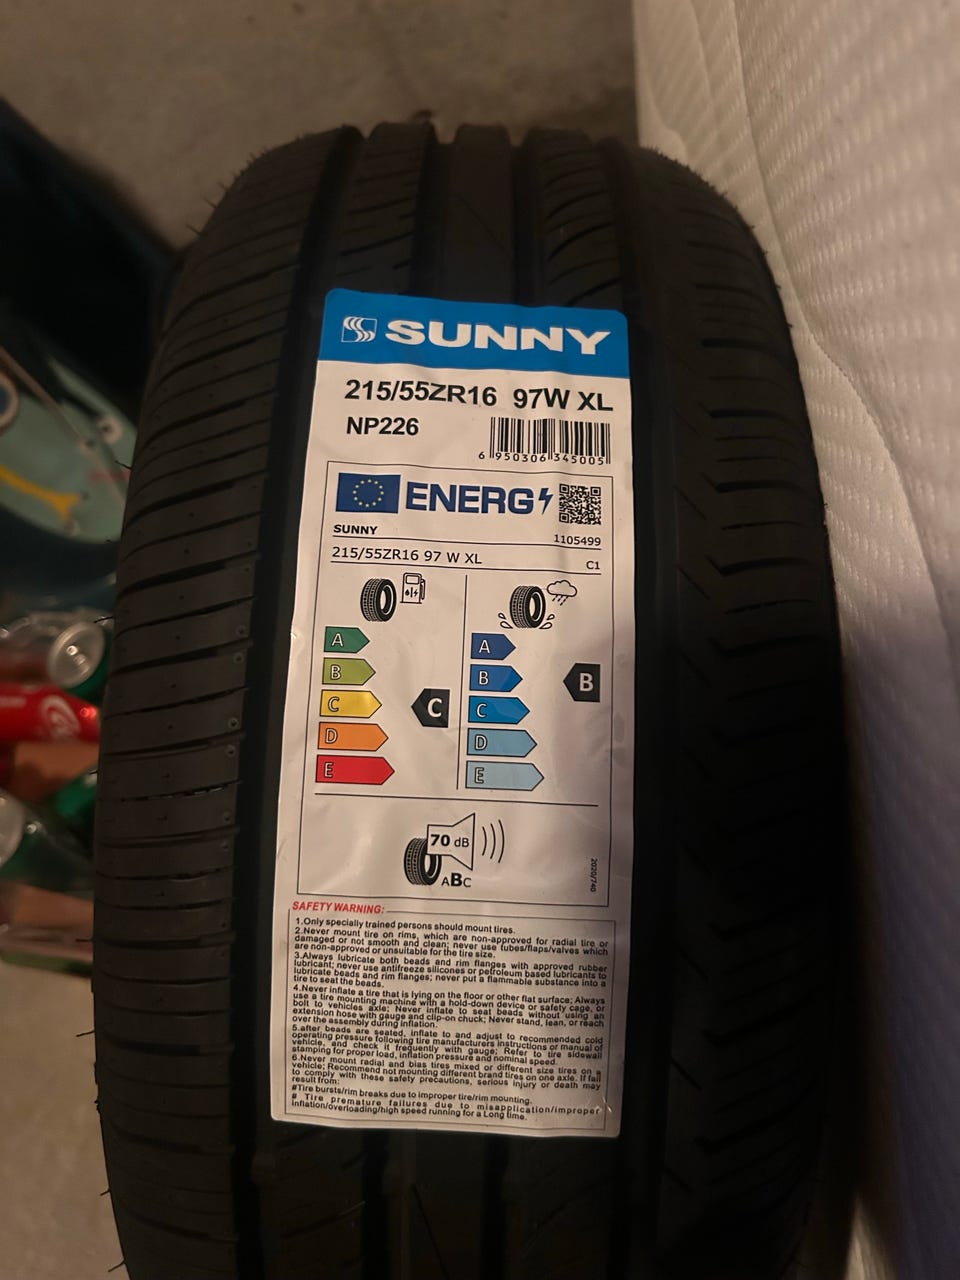 SUNNY
215/55ZR16 97W XL
NP226
6 950306 345005
ENERG
SUNNY
1105499
215/55ZR16 97 W XL
C1
A
A
B
B
B
C
C
C
D
D
E
E
70 dB
ABC
2020/740
SAFETY WARNING:
1.Only specially trained persons should mount tires.
2.Never mount tire on rims, which are non-approved for radial tire or
damaged or not smooth and clean; never use tubes/flaps/valves which
are non-approved or unsuitable for the tire size.
3.Always lubricate both beads and rim flanges with approved rubber
lubricant; never use antifreeze silicones or petroleum based lubricants to
lubricate beads and rim flanges; never put a flammable substance into a
tire to seat the beads.
4.Never inflate a tire that is lying on the floor or other flat surface; Always
use a tire mounting machine with a hold-down device or safety cage, or
bolt to vehicles axle; Never inflate to seat beads without using an
extension hose with gauge and clip-on chuck; Never stand, lean, or reach
over the assembly during inflation.
5.after beads are seated, inflate to and adjust to recommended cold
operating pressure following tire manufacturers instructions or manual of
vehicle, and check it frequently with gauge; Refer to tire sidewall
stamping for proper load, inflation pressure and nominal speed.
6.Never mount radial and bias tires mixed or different size tires on a
vehicle; Recommend not mounting different brand tires on one axle. If fail
to comply with these safety precautions, serious injury or death may
result from:
#Tire bursts/rim breaks due to improper tire/rim mounting.
# Tire premature failures due to misapplication/improper
inflation/overloading/high speed running for a Long time.